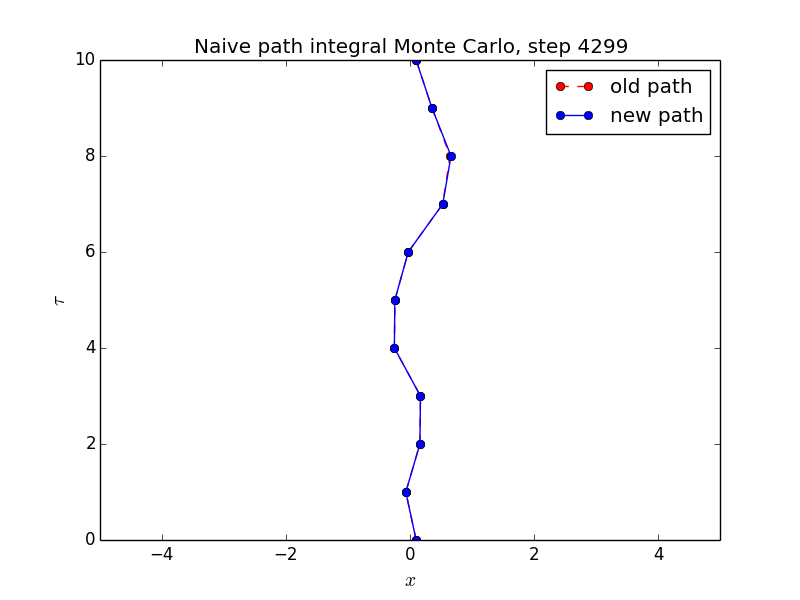 Naive path integral Monte Carlo, step 4299
old path
new path
10
8
6
4
2
0
τ
−4 −2 0 2 4
x